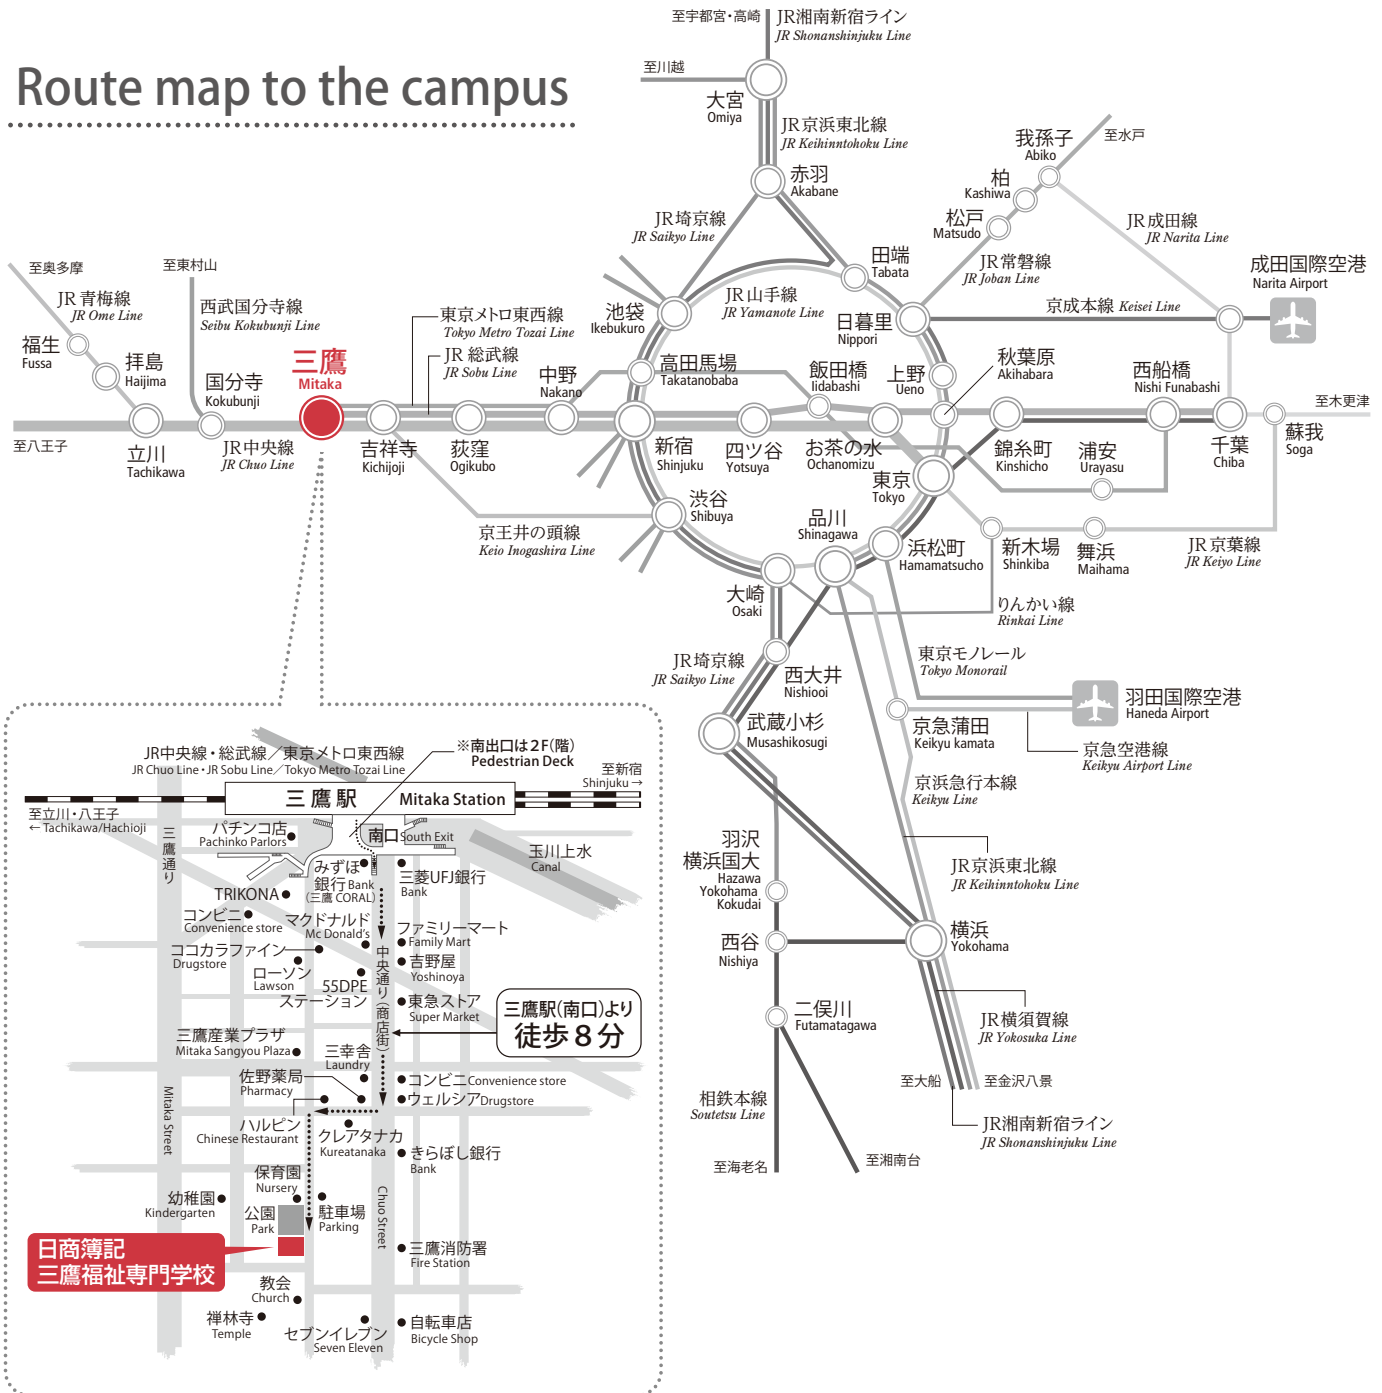 Route map to the campus
至宇都宮・高崎
JR湘南新宿ライン
JR Shonanshinjuku Line
至川越
大宮
Omiya
JR京浜東北線
JR Keihinntohoku Line
赤羽
Akabane
JR埼京線
JR Saikyo Line
我孫子
Abiko
至水戸
柏
Kashiwa
松戸
Matsudo
JR成田線
JR Narita Line
JR常磐線
JR Joban Line
田端
Tabata
成田国際空港
Narita Airport
京成本線 Keisei Line
至奥多摩
JR青梅線
JR Ome Line
至東村山
西武国分寺線
Seibu Kokubunji Line
福生
Fussa
拝島
Haijima
国分寺
Kokubunji
三鷹
Mitaka
東京メトロ東西線
Tokyo Metro Tozai Line
JR 総武線
JR Sobu Line
中野
Nakano
池袋
Ikebukuro
JR山手線
JR Yamanote Line
日暮里
Nippori
高田馬場
Takatanobaba
飯田橋
Iidabashi
上野
Ueno
秋葉原
Akihabara
西船橋
Nishi Funabashi
至木更津
至八王子
立川
Tachikawa
JR中央線
JR Chuo Line
吉祥寺
Kichijoji
荻窪
Ogikubo
新宿
Shinjuku
四ツ谷
Yotsuya
お茶の水
Ochanomizu
錦糸町
Kinshicho
浦安
Urayasu
千葉
Chiba
蘇我
Soga
東京
Tokyo
渋谷
Shibuya
京王井の頭線
Keio Inogashira Line
品川
Shinagawa
浜松町
Hamamatsucho
新木場
Shinkiba
舞浜
Maihama
JR京葉線
JR Keiyo Line
大崎
Osaki
りんかい線
Rinkai Line
JR埼京線
JR Saikyo Line
西大井
Nishiooi
東京モノレール
Tokyo Monorail
武蔵小杉
Musashikosugi
京急蒲田
Keikyu kamata
羽田国際空港
Haneda Airport
京急空港線
Keikyu Airport Line
京浜急行本線
Keikyu Line
羽沢
横浜国大
Hazawa
Yokohama
Kokudai
JR京浜東北線
JR Keihinntohoku Line
西谷
Nishiya
横浜
Yokohama
二俣川
Futamatagawa
JR横須賀線
JR Yokosuka Line
相鉄本線
Soutetsu Line
至大船
至金沢八景
JR湘南新宿ライン
JR Shonanshinjuku Line
至海老名
至湘南台
JR中央線・総武線／東京メトロ東西線
JR Chuo Line・JR Sobu Line／Tokyo Metro Tozai Line
※南出口は2F(階)
Pedestrian Deck
至新宿
Shinjuku →
三鷹駅 Mitaka Station
至立川・八王子
← Tachikawa/Hachioji
三鷹通り
パチンコ店
Pachinko Parlors
南口 South Exit
玉川上水
Canal
みずほ
銀行 Bank
(三鷹 CORAL)
三菱UFJ銀行
Bank
TRIKONA
コンビニ
Convenience store
マクドナルド
Mc Donald's
ファミリーマート
Family Mart
ココカラファイン
Drugstore
ローソン
Lawson
中央通り(商店街)
吉野屋
Yoshinoya
55DPE
ステーション
東急ストア
Super Market
三鷹駅(南口)より
徒歩8分
三鷹産業プラザ
Mitaka Sangyou Plaza
三幸舎
Laundry
佐野薬局
Pharmacy
コンビニ Convenience store
ウェルシア Drugstore
Mitaka Street
ハルピン
Chinese Restaurant
クレアタナカ
Kureatanaka
きらぼし銀行
Bank
保育園
Nursery
幼稚園
Kindergarten
公園
Park
駐車場
Parking
Chuo Street
日商簿記
三鷹福祉専門学校
三鷹消防署
Fire Station
教会
Church
禅林寺
Temple
セブンイレブン
Seven Eleven
自転車店
Bicycle Shop